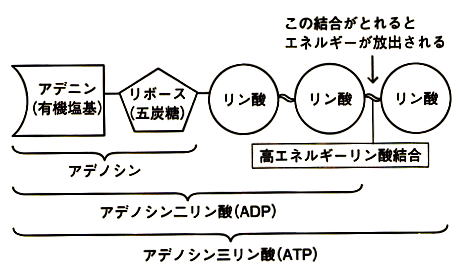 この結合がとれると
エネルギーが放出される
アデニン
(有機塩基)
リボース
(五炭糖)
リン酸
リン酸
リン酸
高エネルギーリン酸結合
アデノシン
アデノシン二リン酸(ADP)
アデノシン三リン酸(ATP)